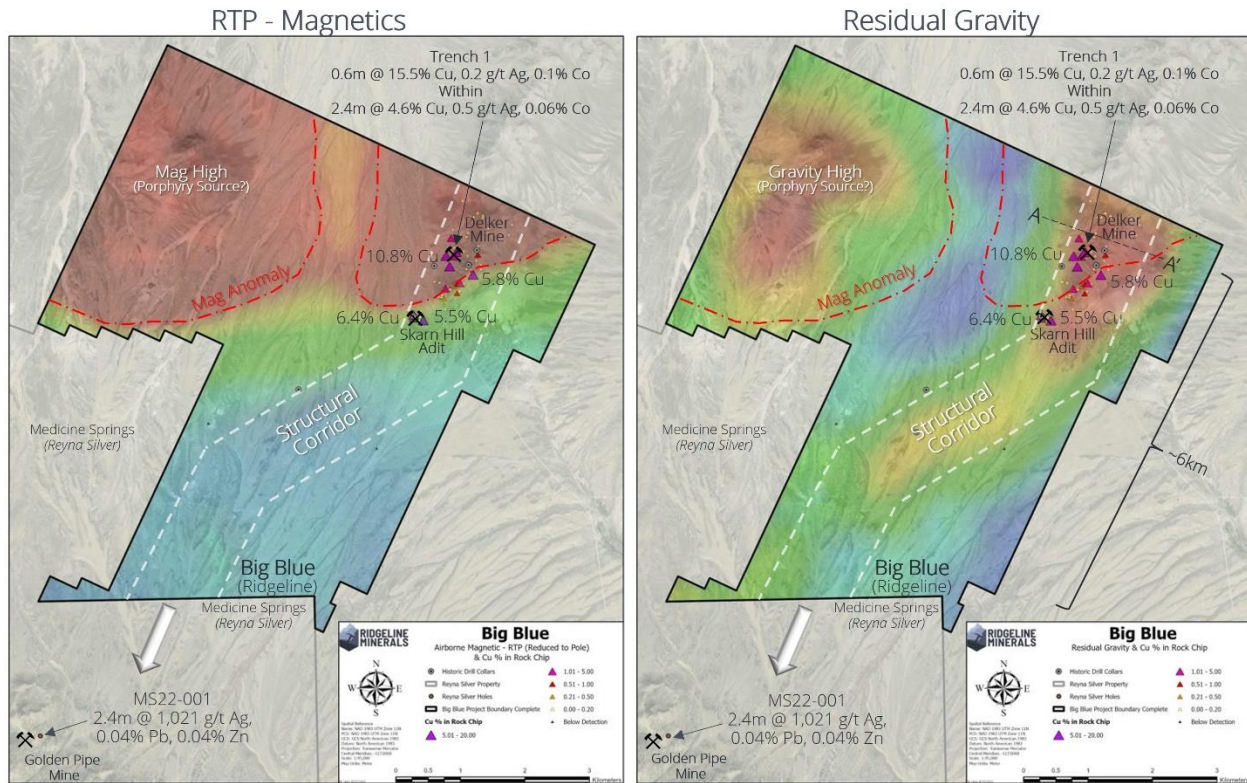 RTP - Magnetics
Trench 1
0.6m @ 15.5% Cu, 0.2 g/t Ag, 0.1% Co
Within
2.4m @ 4.6% Cu, 0.5 g/t Ag, 0.06% Co
Mag High
(Porphyry Source?)
Delker
Mine
10.8% Cu
5.8% Cu
Mag Anomaly
6.4% Cu
5.5% Cu
Skarn Hill
Adit
Structural
Corridor
Medicine Springs
(Reyna Silver)
Big Blue
(Ridgeline)
Medicine Springs
(Reyna Silver)
MS22-001
2.4m @ 1,021 g/t Ag,
0.04% Pb, 0.04% Zn
Golden Pipe
Mine
RIDGELINE
MINERALS
Big Blue
Airborne Magnetic - RTP (Reduced to Pole)
& Cu % in Rock Chip
N
W
E
S
Historic Drill Collars
Reyna Silver Property
Reyna Silver Holes
Big Blue Project Boundary Complete
Cu % in Rock Chip
5.01 - 20.00
1.01 - 5.00
0.51 - 1.00
0.21 - 0.50
0.00 - 0.20
Below Detection
Spatial Reference
0 0.5 1 2 3
Kilometers
Residual Gravity
Trench 1
0.6m @ 15.5% Cu, 0.2 g/t Ag, 0.1% Co
Within
2.4m @ 4.6% Cu, 0.5 g/t Ag, 0.06% Co
Gravity High
(Porphyry Source?)
A
Delker
Mine
10.8% Cu
A'
5.8% Cu
Mag Anomaly
6.4% Cu
5.5% Cu
Skarn Hill
Adit
Structural
Corridor
~6km
Medicine Springs
(Reyna Silver)
Big Blue
(Ridgeline)
Medicine Springs
(Reyna Silver)
MS22-001
2.4m @ 1,021 g/t Ag,
0.04% Pb, 0.04% Zn
Golden Pipe
Mine
RIDGELINE
MINERALS
Big Blue
Residual Gravity & Cu % in Rock Chip
N
W
E
S
Historic Drill Collars
Reyna Silver Property
Reyna Silver Holes
Big Blue Project Boundary Complete
Cu % in Rock Chip
5.01 - 20.00
1.01 - 5.00
0.51 - 1.00
0.21 - 0.50
0.00 - 0.20
Below Detection
Spatial Reference
0 0.5 1 2 3
Kilometers